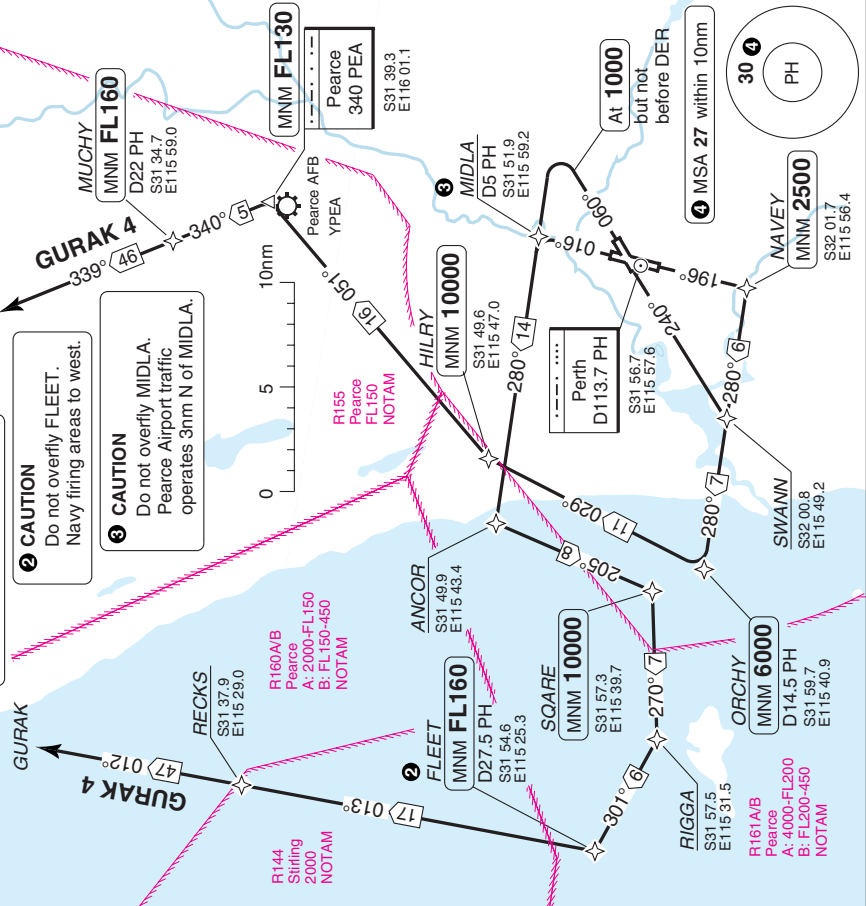 GURAK
GURAK 4
012°
47
RECKS
S31 37.9
E115 29.0
013°
17
R144
Stirling
2000
NOTAM
❷ CAUTION
Do not overfly FLEET.
Navy firing areas to west.
❸ CAUTION
Do not overfly MIDLA.
Pearce Airport traffic
operates 3nm N of MIDLA.
0
5
10nm
GURAK 4
339°
46
MUCHY
MNM FL160
D22 PH
S31 34.7
E115 59.0
340°
5
MNM FL130
Pearce
340 PEA
S31 39.3
E116 01.1
Pearce AFB
YPEA
051°
16
R155
Pearce
FL150
NOTAM
R160A/B
Pearce
A: 2000-FL150
B: FL150-450
NOTAM
HILRY
MNM 10000
S31 49.6
E115 47.0
280°
14
❸
MIDLA
D5 PH
S31 51.9
E115 59.2
At 1000
but not
before DER
060°
016°
Perth
D113.7 PH
S31 56.7
E115 57.6
196°
240°
❹ MSA 27 within 10nm
30 ❹
PH
NAVEY
MNM 2500
S32 01.7
E115 56.4
280°
6
SWANN
S32 00.8
E115 49.2
280°
7
ORCHY
MNM 6000
D14.5 PH
S31 59.7
E115 40.9
029°
11
ANCOR
S31 49.9
E115 43.4
205°
8
SQARE
MNM 10000
S31 57.3
E115 39.7
270°
7
RIGGA
S31 57.5
E115 31.5
301°
6
❷
FLEET
MNM FL160
D27.5 PH
S31 54.6
E115 25.3
R161A/B
Pearce
A: 4000-FL200
B: FL200-450
NOTAM